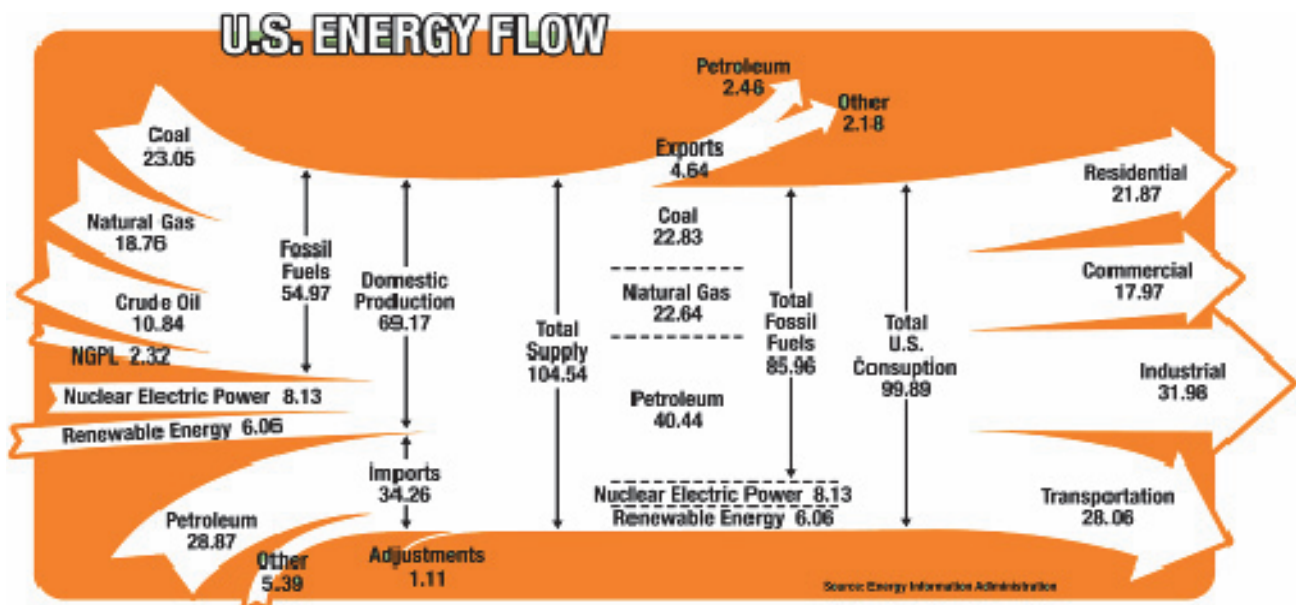 U.S. ENERGY FLOW
Coal
23.05
Natural Gas
18.76
Crude Oil
10.84
NGPL 2.32
Nuclear Electric Power 8.13
Renewable Energy 6.06
Petroleum
28.87
Other
5.39
Fossil
Fuels
54.97
Domestic
Production
69.17
Imports
34.26
Adjustments
1.11
Total
Supply
104.54
Petroleum
2.46
Other
2.18
Exports
4.64
Coal
22.83
Natural Gas
22.64
Petroleum
40.44
Nuclear Electric Power 8.13
Renewable Energy 6.06
Total
Fossil
Fuels
85.96
Total
U.S.
Consuption
99.89
Residential
21.87
Commercial
17.97
Industrial
31.98
Transportation
28.06
Source: Energy Information Adiministration